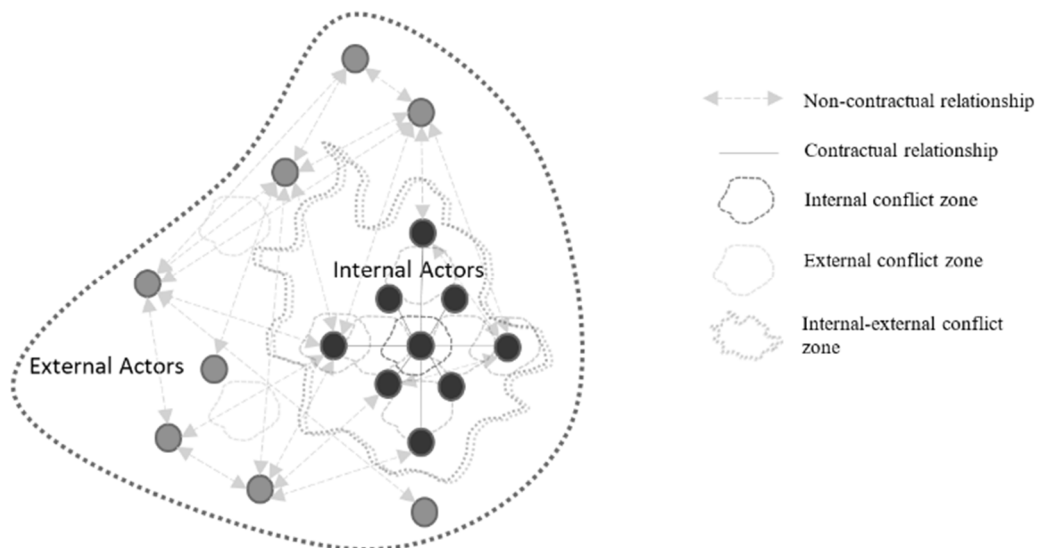 Internal Actors
External Actors
Non-contractual relationship
Contractual relationship
Internal conflict zone
External conflict zone
Internal-external conflict
zone